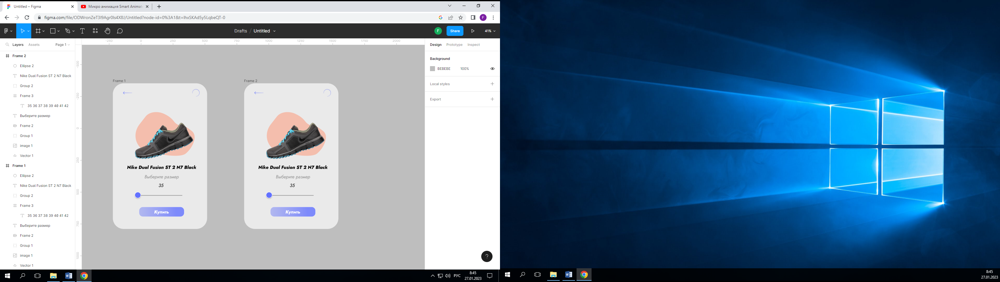 Untitled – Figma
Микро анимация Smart Animat
figma.com/file/ODWronZeT3I9Agr0Is4X8J/Untitled?node-id=0%3A1&t=IhxSKAd5y5LqbeQT-0
F
Drafts / Untitled
F
Share
41%
Layers
Assets
Page 1
-250
0
250
500
750
1000
1250
1500
1750
2000
Design
Prototype
Inspect
Frame 2
Ellipse 2
Nike Dual Fusion ST 2 N7 Black
Group 2
Frame 3
35 36 37 38 39 40 41 42
Выберите размер
Frame 2
Group 1
image 1
Vector 1
Frame 1
Ellipse 2
Nike Dual Fusion ST 2 N7 Black
Group 2
Frame 3
35 36 37 38 39 40 41 42
Выберите размер
Frame 2
Group 1
image 1
Vector 1
-500
-250
0
250
500
750
1000
Frame 1
Nike Dual Fusion ST 2 N7 Black
Выберите размер
35
Купить
Frame 2
Nike Dual Fusion ST 2 N7 Black
Выберите размер
35
Купить
Background
BEBEBE 100%
Local styles
Export
?
РУС
8:45
27.01.2023
8:45
27.01.2023